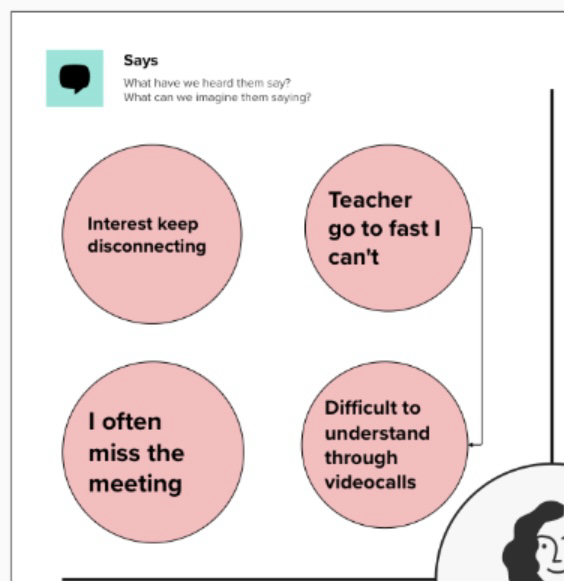 Says
What have we heard them say?
What can we imagine them saying?
Interest keep
disconnecting
Teacher
go to fast I
can't
I often
miss the
meeting
Difficult to
understand
through
videocalls